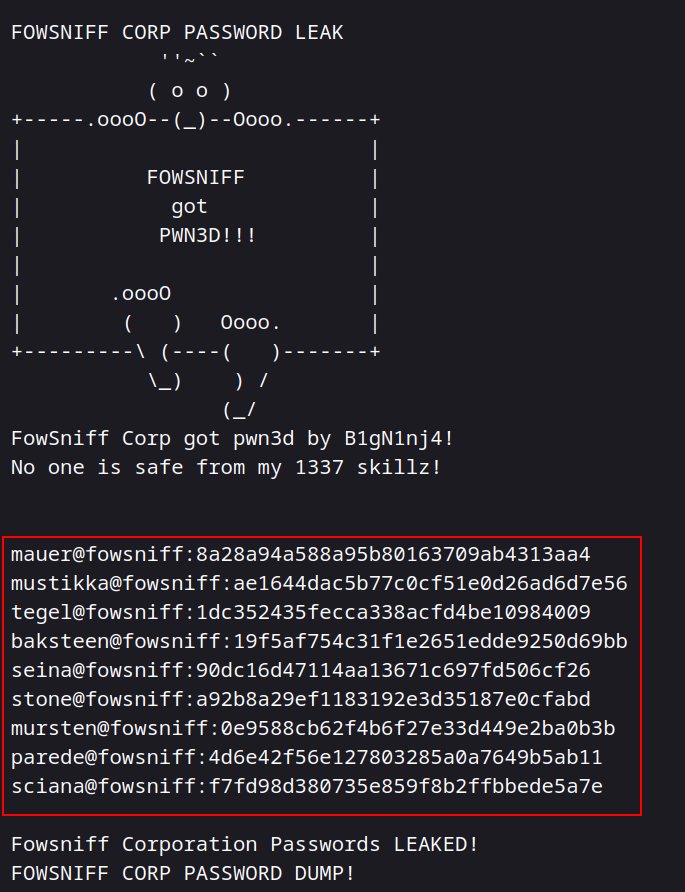 FOWSNIFF CORP PASSWORD LEAK
            ''~``
           ( o o )
+-----.oooO--(_)--Oooo.------+
|                            |
|          FOWSNIFF          |
|            got             |
|           PWN3D!!!         |
|                            |
|       .oooO                |
|        (   )   Oooo.       |
+---------\ (----(   )-------+
           \_)    ) /
                 (_/
FowSniff Corp got pwn3d by B1gN1nj4!
No one is safe from my 1337 skillz!
mauer@fowsniff:8a28a94a588a95b80163709ab4313aa4
mustikka@fowsniff:ae1644dac5b77c0cf51e0d26ad6d7e56
tegel@fowsniff:1dc352435fecca338acfd4be10984009
baksteen@fowsniff:19f5af754c31f1e2651edde9250d69bb
seina@fowsniff:90dc16d47114aa13671c697fd506cf26
stone@fowsniff:a92b8a29ef1183192e3d35187e0cfabd
mursten@fowsniff:0e9588cb62f4b6f27e33d449e2ba0b3b
parede@fowsniff:4d6e42f56e127803285a0a7649b5ab11
sciana@fowsniff:f7fd98d380735e859f8b2ffbbede5a7e
Fowsniff Corporation Passwords LEAKED!
FOWSNIFF CORP PASSWORD DUMP!